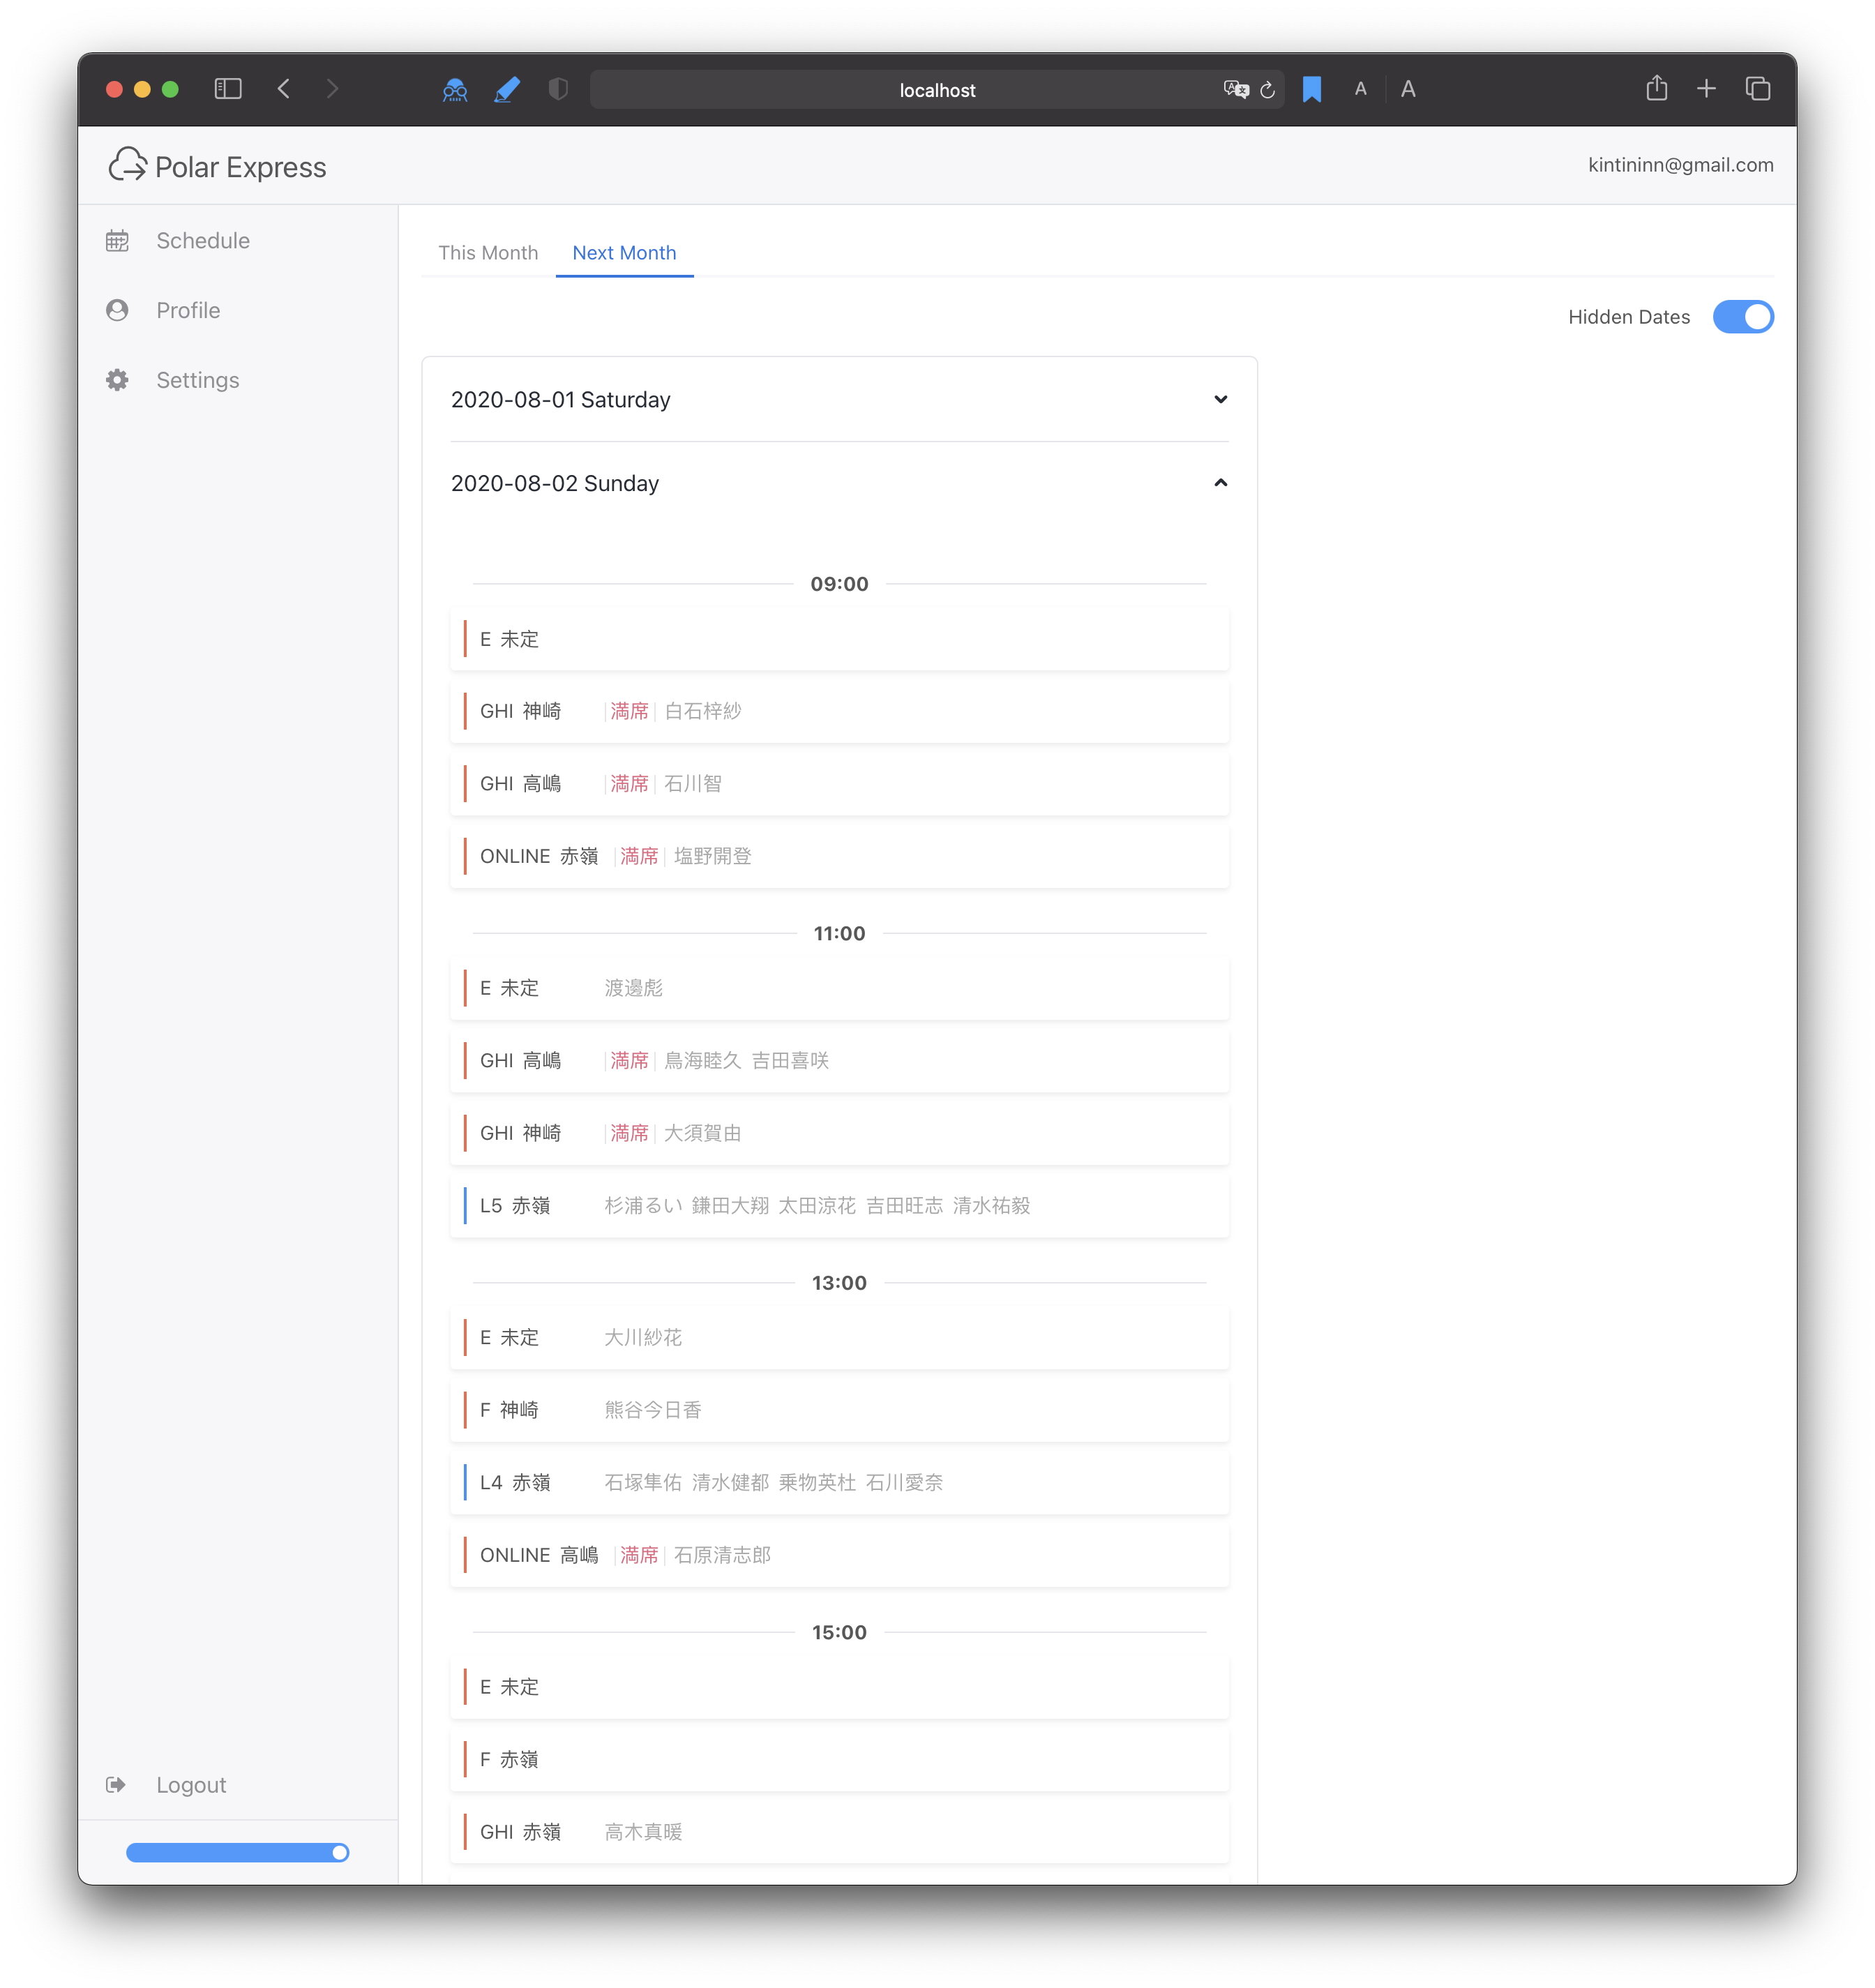 localhost
A A
Polar Express
kintininn@gmail.com
Schedule
Profile
Settings
This Month Next Month
Hidden Dates
2020-08-01 Saturday
2020-08-02 Sunday
09:00
E 未定
GHI 神崎 |満席| 白石梓紗
GHI 高嶋 |満席| 石川智
ONLINE 赤嶺 |満席| 塩野開登
11:00
E 未定 渡邊彪
GHI 高嶋 |満席| 鳥海睦久 吉田喜咲
GHI 神崎 |満席| 大須賀由
L5 赤嶺 杉浦るい 鎌田大翔 太田涼花 吉田旺志 清水祐毅
13:00
E 未定 大川紗花
F 神崎 熊谷今日香
L4 赤嶺 石塚隼佑 清水健都 乗物英杜 石川愛奈
ONLINE 高嶋 |満席| 石原清志郎
15:00
E 未定
F 赤嶺
GHI 赤嶺 高木真暖
Logout